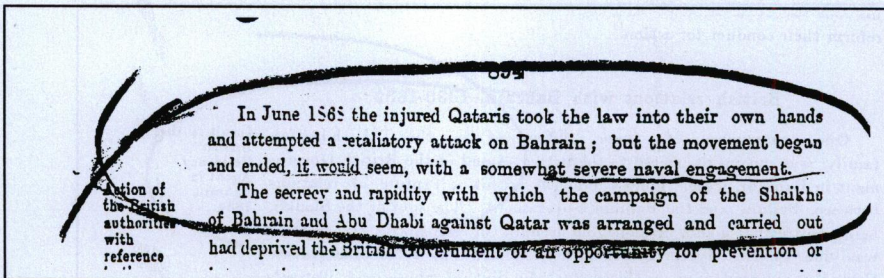 In June 1868 the injured Qataris took the law into their own hands
and attempted a retaliatory attack on Bahrain ; but the movement began
and ended, it would seem, with a somewhat severe naval engagement.
The secrecy and rapidity with which the campaign of the Shaikhs
of Bahrain and Abu Dhabi against Qatar was arranged and carried out
had deprived the British Government of an opportunity for prevention or
Action of
the British
authorities
with
reference